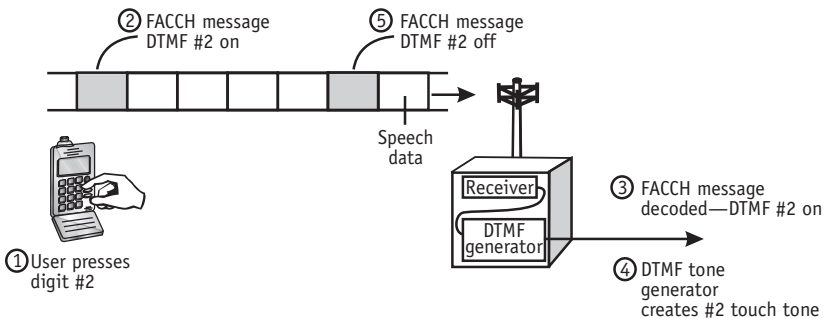 ② FACCH message
DTMF #2 on
⑤ FACCH message
DTMF #2 off
Speech
data
① User presses
digit #2
Receiver
DTMF
generator
③ FACCH message
decoded—DTMF #2 on
④ DTMF tone
generator
creates #2 touch tone